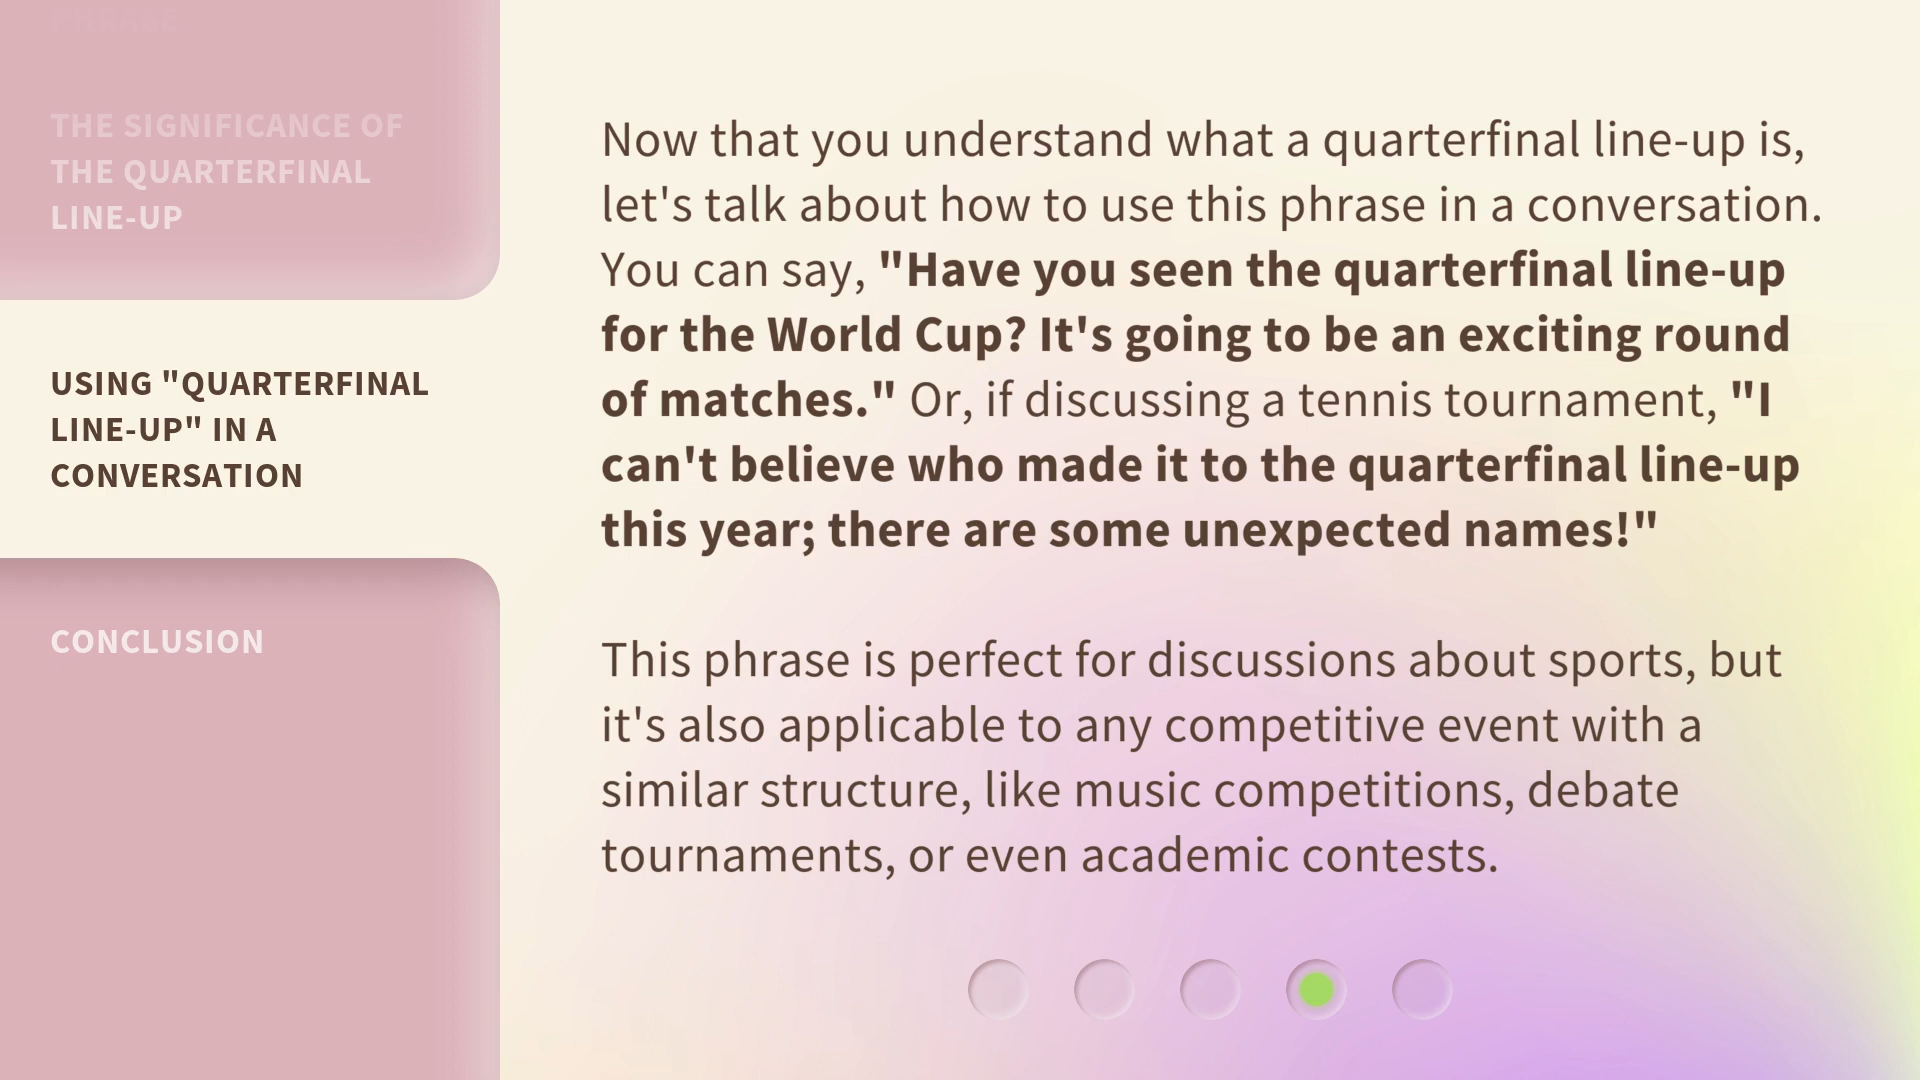 PHRASE
THE SIGNIFICANCE OF
THE QUARTERFINAL
LINE-UP
USING "QUARTERFINAL
LINE-UP" IN A
CONVERSATION
CONCLUSION
Now that you understand what a quarterfinal line-up is,
let's talk about how to use this phrase in a conversation.
You can say, "Have you seen the quarterfinal line-up
for the World Cup? It's going to be an exciting round
of matches." Or, if discussing a tennis tournament, "I
can't believe who made it to the quarterfinal line-up
this year; there are some unexpected names!"
This phrase is perfect for discussions about sports, but
it's also applicable to any competitive event with a
similar structure, like music competitions, debate
tournaments, or even academic contests.